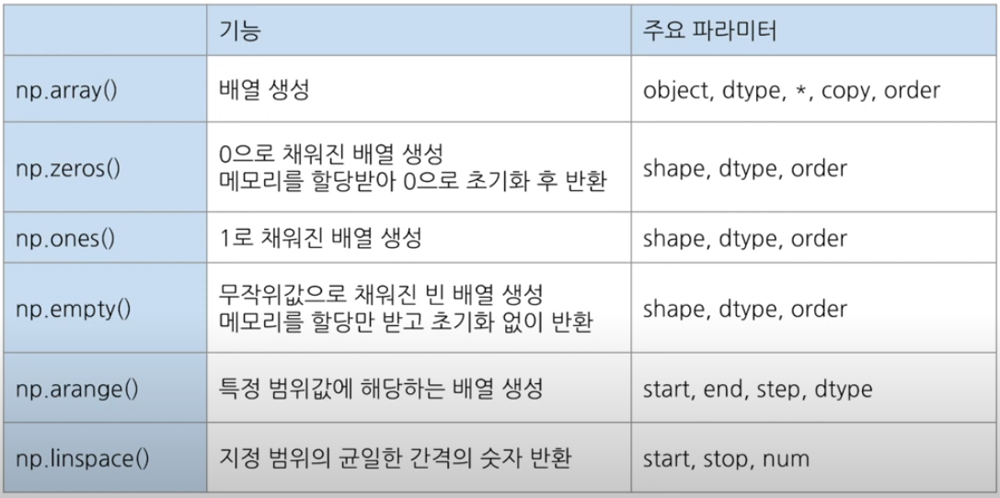 기능 주요 파라미터
np.array() 배열 생성 object, dtype, *, copy, order
np.zeros() 0으로 채워진 배열 생성
메모리를 할당받아 0으로 초기화 후 반환 shape, dtype, order
np.ones() 1로 채워진 배열 생성 shape, dtype, order
np.empty() 무작위값으로 채워진 빈 배열 생성
메모리를 할당만 받고 초기화 없이 반환 shape, dtype, order
np.arange() 특정 범위값에 해당하는 배열 생성 start, end, step, dtype
np.linspace() 지정 범위의 균일한 간격의 숫자 반환 start, stop, num